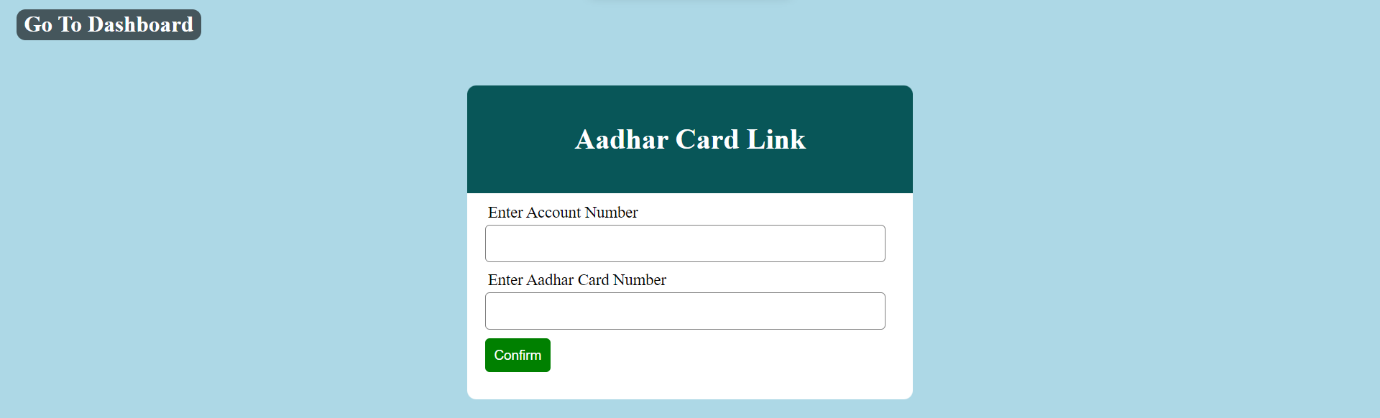 Go To Dashboard
Aadhar Card Link
Enter Account Number
Enter Aadhar Card Number
Confirm